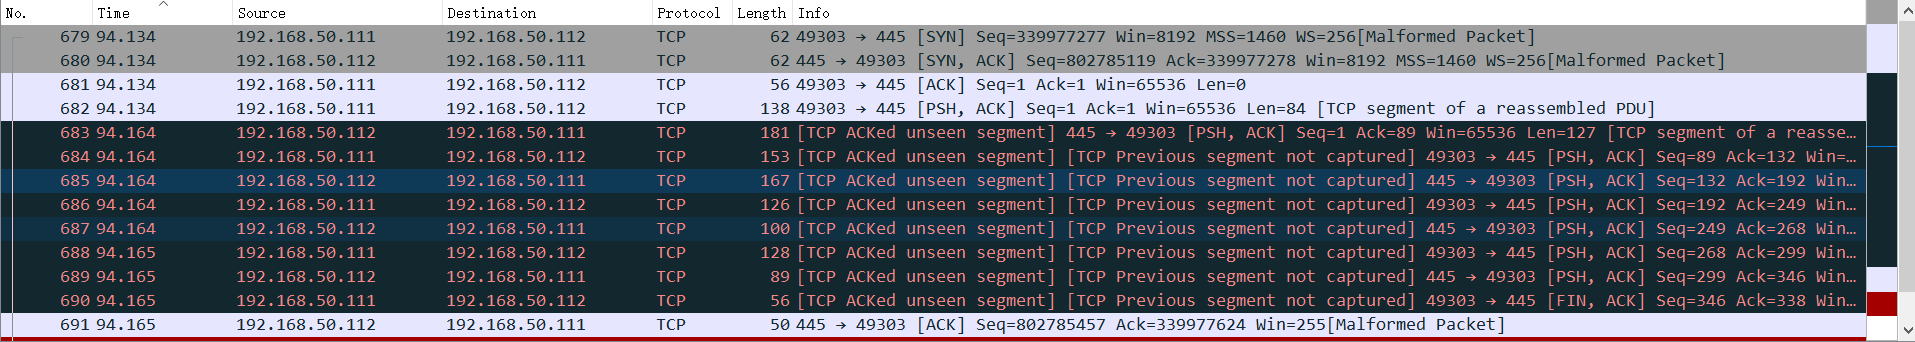 No. Time Source Destination Protocol Length Info
679 94.134 192.168.50.111 192.168.50.112 TCP 62 49303 → 445 [SYN] Seq=339977277 Win=8192 MSS=1460 WS=256[Malformed Packet]
680 94.134 192.168.50.112 192.168.50.111 TCP 62 445 → 49303 [SYN, ACK] Seq=802785119 Ack=339977278 Win=8192 MSS=1460 WS=256[Malformed Packet]
681 94.134 192.168.50.111 192.168.50.112 TCP 56 49303 → 445 [ACK] Seq=1 Ack=1 Win=65536 Len=0
682 94.134 192.168.50.111 192.168.50.112 TCP 138 49303 → 445 [PSH, ACK] Seq=1 Ack=1 Win=65536 Len=84 [TCP segment of a reassembled PDU]
683 94.164 192.168.50.112 192.168.50.111 TCP 181 [TCP ACKed unseen segment] 445 → 49303 [PSH, ACK] Seq=1 Ack=89 Win=65536 Len=127 [TCP segment of a reasse…
684 94.164 192.168.50.111 192.168.50.112 TCP 153 [TCP ACKed unseen segment] [TCP Previous segment not captured] 49303 → 445 [PSH, ACK] Seq=89 Ack=132 Win=…
685 94.164 192.168.50.112 192.168.50.111 TCP 167 [TCP ACKed unseen segment] [TCP Previous segment not captured] 445 → 49303 [PSH, ACK] Seq=132 Ack=192 Win…
686 94.164 192.168.50.111 192.168.50.112 TCP 126 [TCP ACKed unseen segment] [TCP Previous segment not captured] 49303 → 445 [PSH, ACK] Seq=192 Ack=249 Win…
687 94.164 192.168.50.112 192.168.50.111 TCP 100 [TCP ACKed unseen segment] [TCP Previous segment not captured] 445 → 49303 [PSH, ACK] Seq=249 Ack=268 Win…
688 94.165 192.168.50.111 192.168.50.112 TCP 128 [TCP ACKed unseen segment] [TCP Previous segment not captured] 49303 → 445 [PSH, ACK] Seq=268 Ack=299 Win…
689 94.165 192.168.50.112 192.168.50.111 TCP 89 [TCP ACKed unseen segment] [TCP Previous segment not captured] 445 → 49303 [PSH, ACK] Seq=299 Ack=346 Win…
690 94.165 192.168.50.111 192.168.50.112 TCP 56 [TCP ACKed unseen segment] [TCP Previous segment not captured] 49303 → 445 [FIN, ACK] Seq=346 Ack=338 Win…
691 94.165 192.168.50.112 192.168.50.111 TCP 50 445 → 49303 [ACK] Seq=802785457 Ack=339977624 Win=255[Malformed Packet]